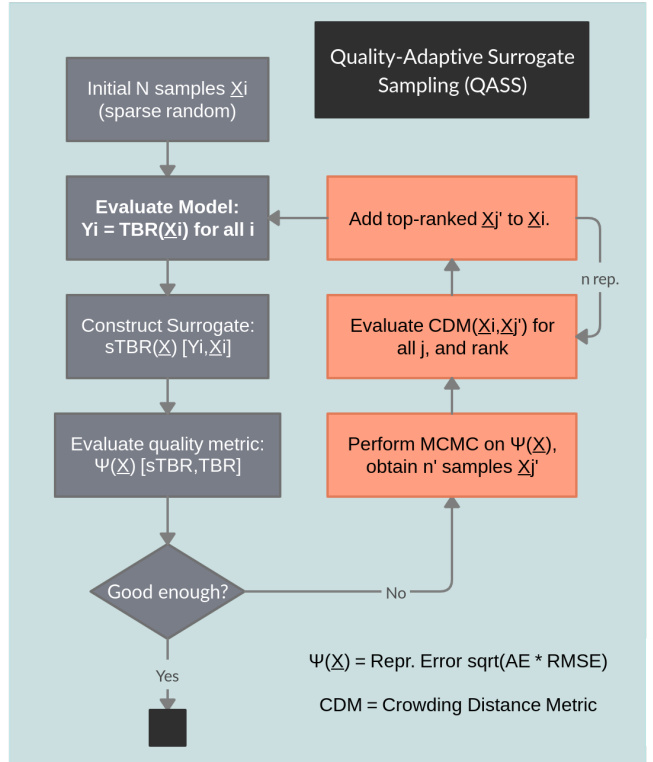 Quality-Adaptive Surrogate
Sampling (QASS)
Initial N samples Xi
(sparse random)
Evaluate Model:
Yi = TBR(Xi) for all i
Construct Surrogate:
sTBR(X) [Yi,Xi]
Evaluate quality metric:
Ψ(X) [sTBR,TBR]
Good enough?
Yes
No
Perform MCMC on Ψ(X),
obtain n' samples Xj'
Evaluate CDM(Xi,Xj') for
all j, and rank
Add top-ranked Xj' to Xi.
n rep.
Ψ(X) = Repr. Error sqrt(AE * RMSE)
CDM = Crowding Distance Metric